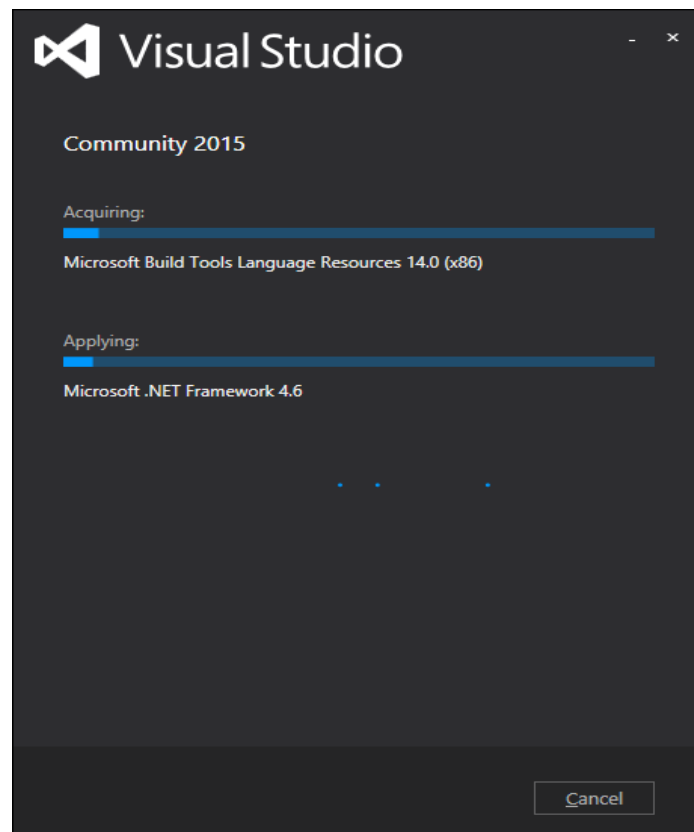 Visual Studio
Community 2015
Acquiring:
Microsoft Build Tools Language Resources 14.0 (x86)
Applying:
Microsoft .NET Framework 4.6
Cancel